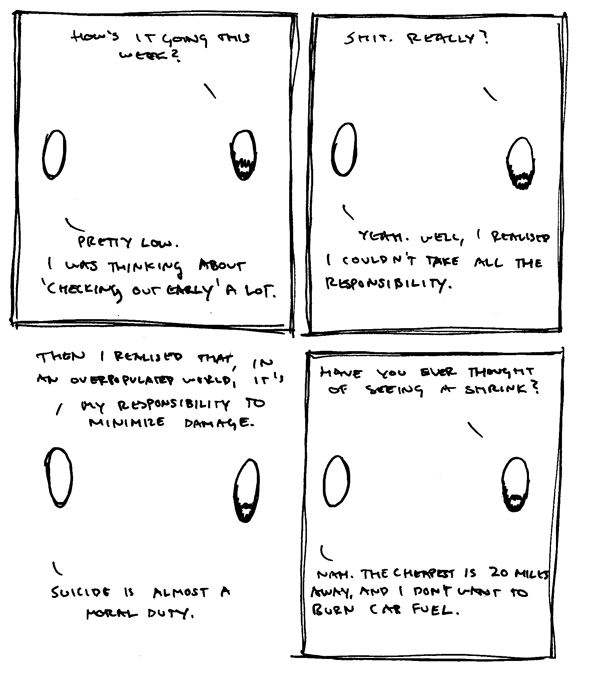 HOW'S IT GOING THIS
WEEK?
PRETTY LOW.
I WAS THINKING ABOUT
'CHECKING OUT EARLY' A LOT.
SHIT. REALLY?
YEAH. WELL, I REALISED
I COULDN'T TAKE ALL THE
RESPONSIBILITY.
THEN I REALISED THAT, IN
AN OVERPOPULATED WORLD, IT'S
MY RESPONSIBILITY TO
MINIMIZE DAMAGE.
SUICIDE IS ALMOST A
MORAL DUTY.
HAVE YOU EVER THOUGHT
OF SEEING A SHRINK?
NAH. THE CHEAPEST IS 20 MILES
AWAY, AND I DON'T WANT TO
BURN CAB FUEL.